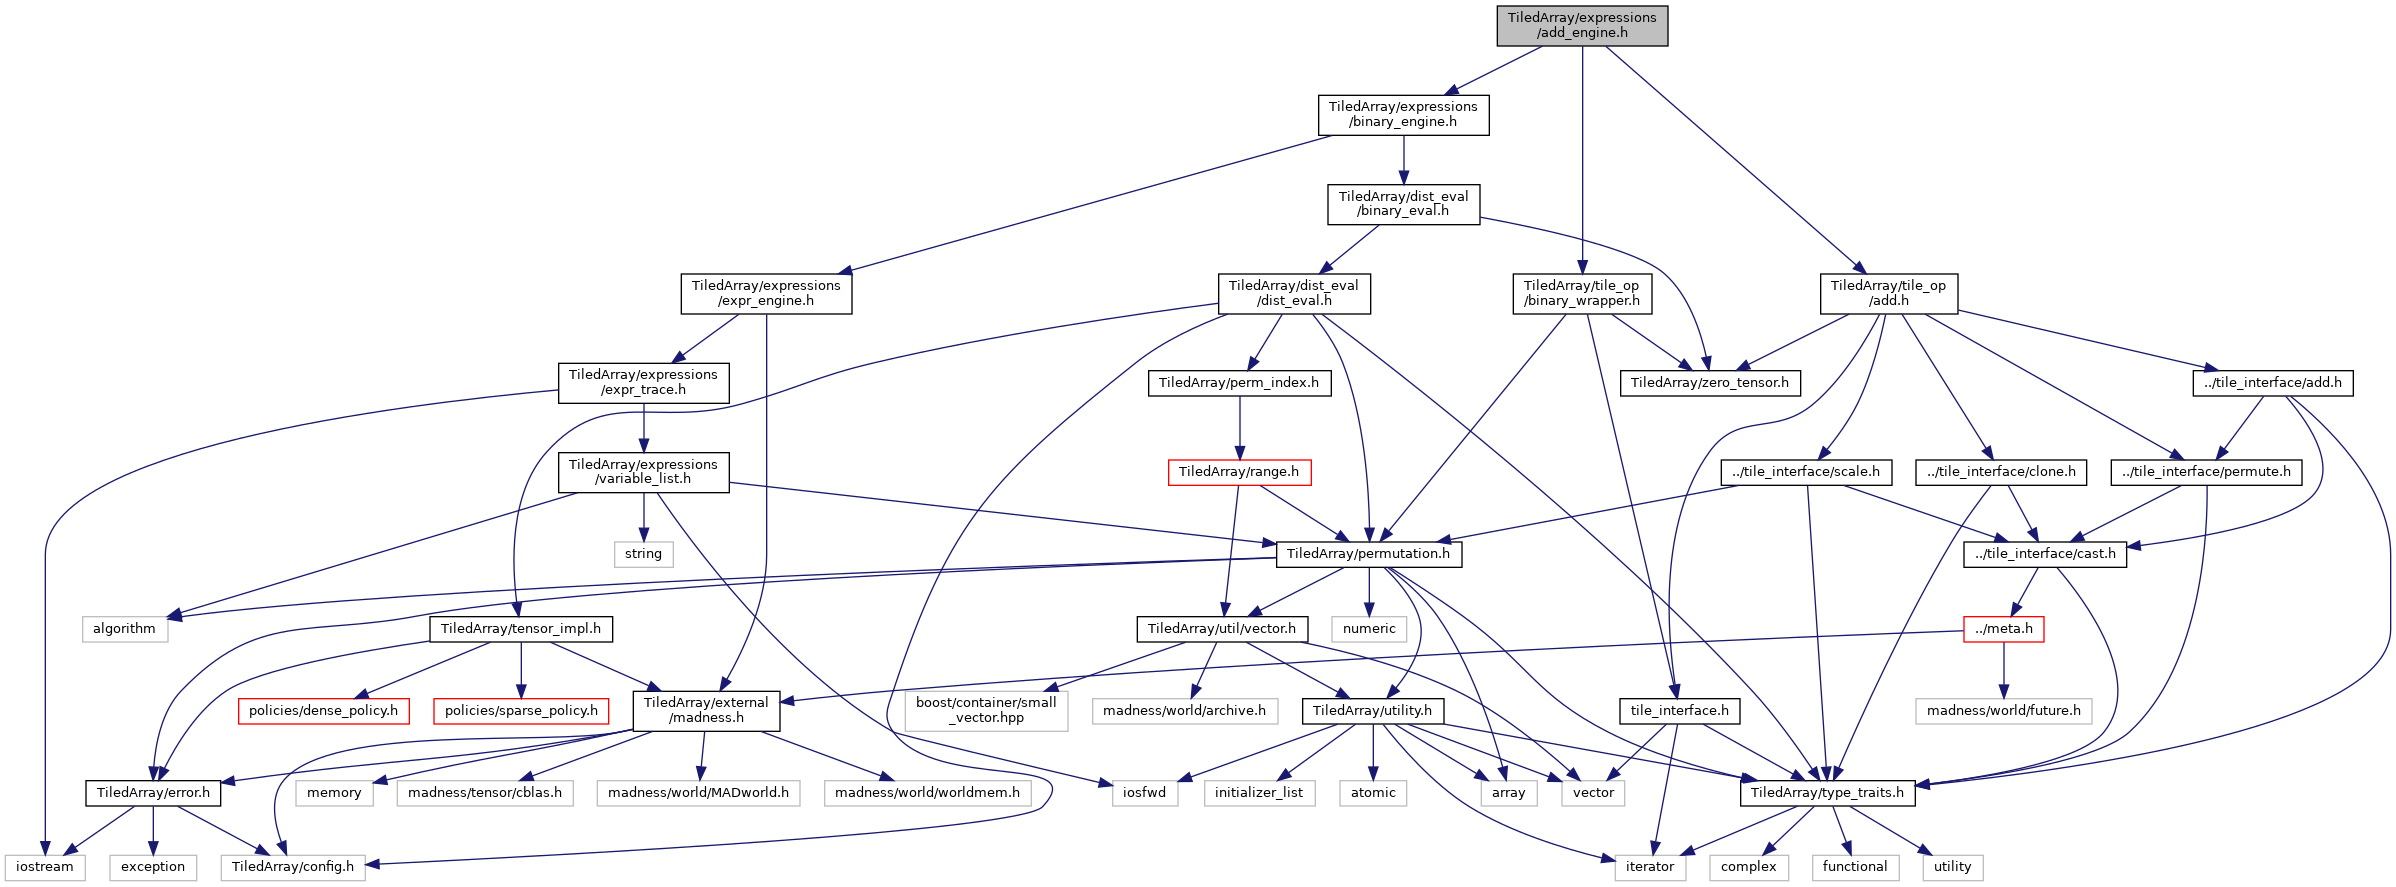 TiledArray/expressions
/add_engine.h
TiledArray/expressions
/binary_engine.h
TiledArray/dist_eval
/binary_eval.h
TiledArray/expressions
/expr_engine.h
TiledArray/dist_eval
/dist_eval.h
TiledArray/tile_op
/binary_wrapper.h
TiledArray/tile_op
/add.h
TiledArray/expressions
/expr_trace.h
TiledArray/perm_index.h
TiledArray/zero_tensor.h
../tile_interface/add.h
TiledArray/expressions
/variable_list.h
TiledArray/range.h
../tile_interface/scale.h
../tile_interface/clone.h
../tile_interface/permute.h
string
TiledArray/permutation.h
../tile_interface/cast.h
algorithm
TiledArray/tensor_impl.h
TiledArray/util/vector.h
numeric
../meta.h
policies/dense_policy.h
policies/sparse_policy.h
TiledArray/external
/madness.h
boost/container/small
_vector.hpp
madness/world/archive.h
TiledArray/utility.h
tile_interface.h
madness/world/future.h
TiledArray/error.h
memory
madness/tensor/cblas.h
madness/world/MADworld.h
madness/world/worldmem.h
iosfwd
initializer_list
atomic
array
vector
TiledArray/type_traits.h
iostream
exception
TiledArray/config.h
iterator
complex
functional
utility